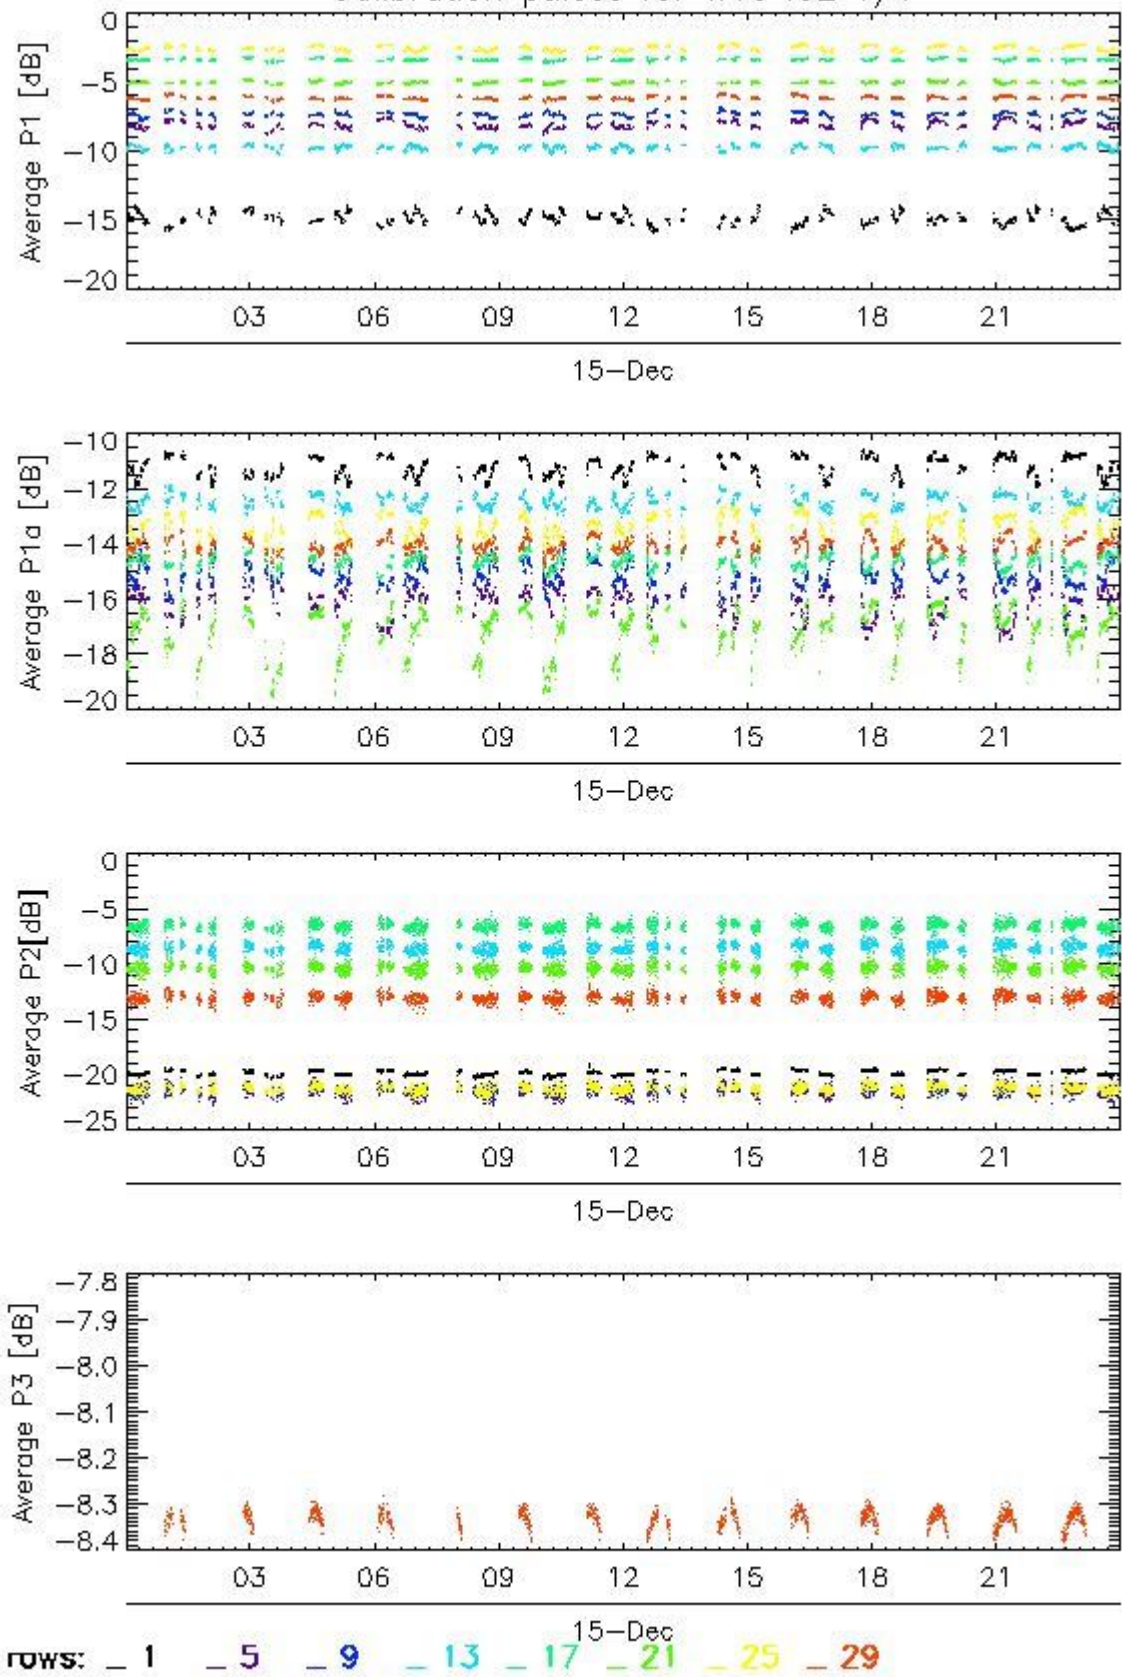 Average P1 [dB]
0
−5
−10
−15
−20
03 06 09 12 15 18 21
15−Dec
Average P1a [dB]
−10
−12
−14
−16
−18
−20
03 06 09 12 15 18 21
15−Dec
Average P2[dB]
0
−5
−10
−15
−20
−25
03 06 09 12 15 18 21
15−Dec
Average P3 [dB]
−7.8
−7.9
−8.0
−8.1
−8.2
−8.3
−8.4
03 06 09 12 15 18 21
15−Dec
rows: _ 1 _ 5 _ 9 _ 13 _ 17 _ 21 _ 25 _ 29